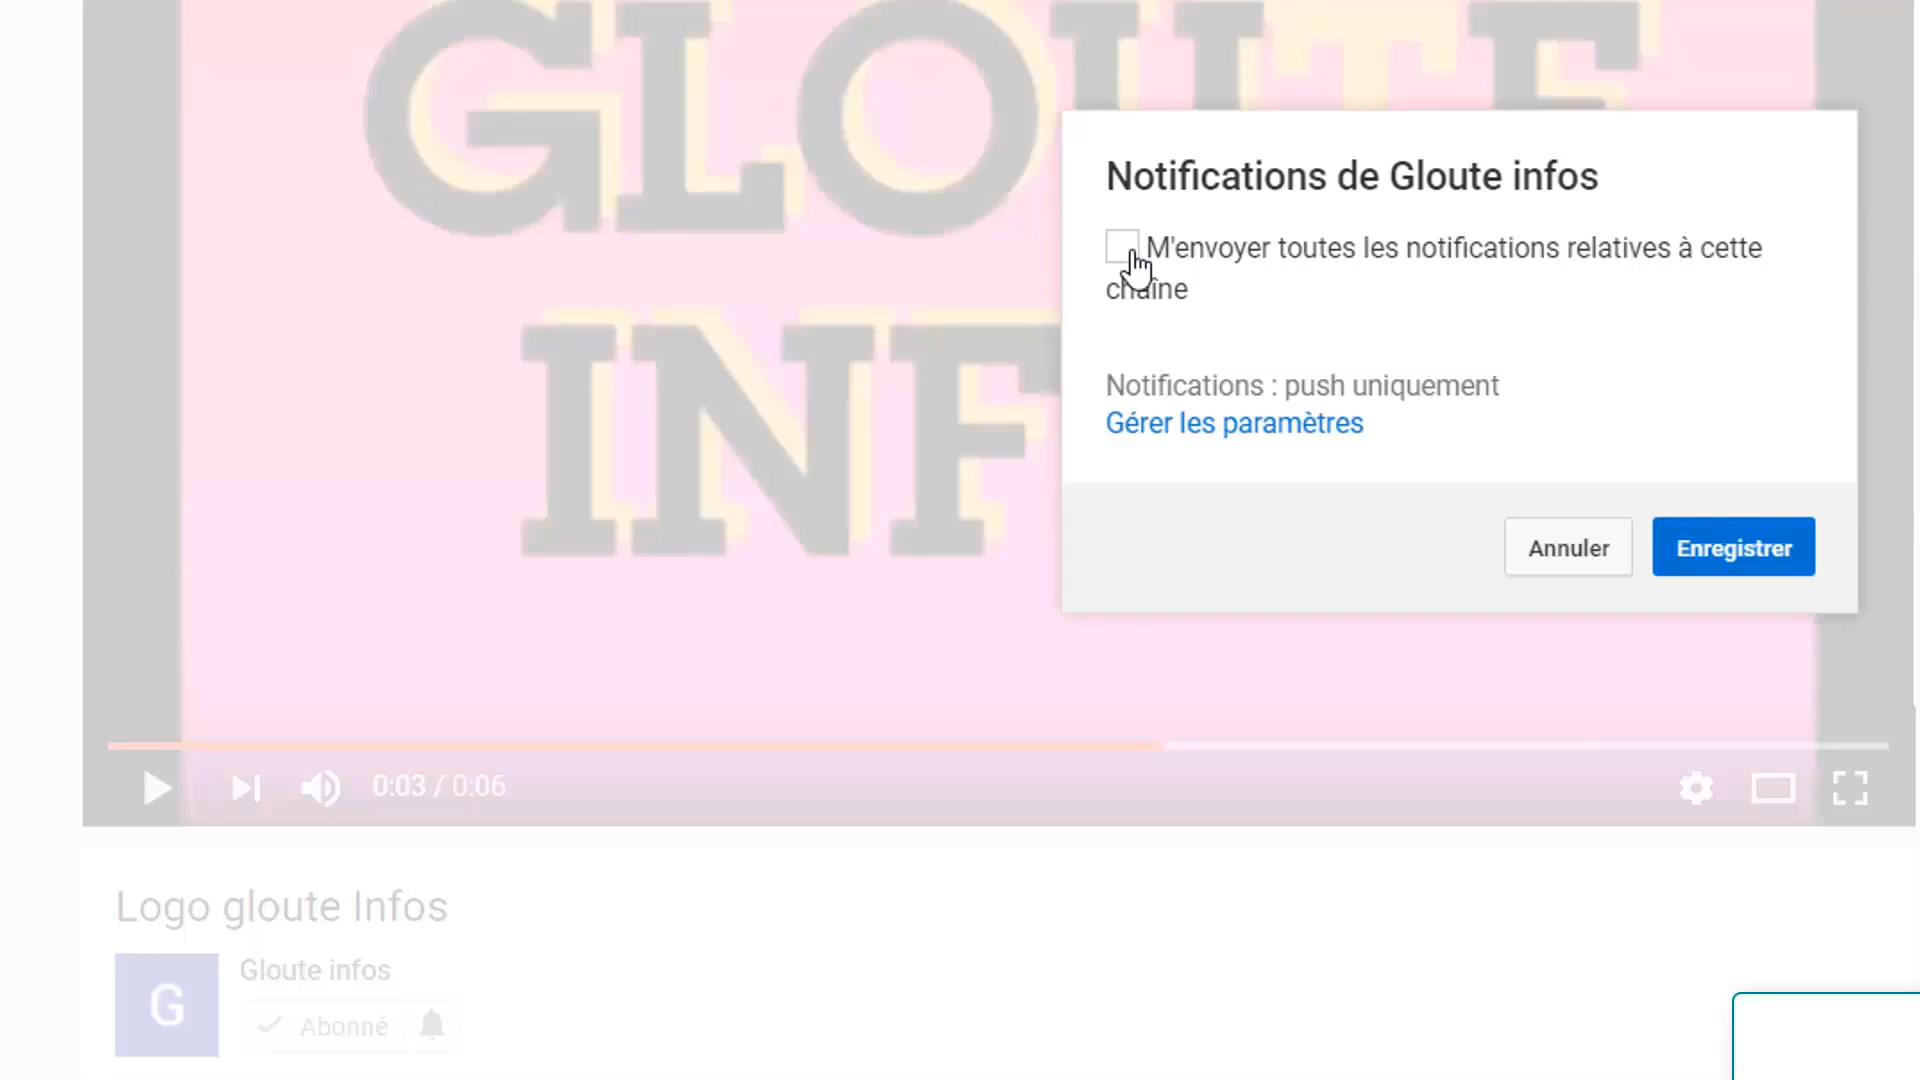 GLOUTE
INF
Notifications de Gloute infos
M'envoyer toutes les notifications relatives à cette
chaîne
Notifications : push uniquement
Gérer les paramètres
Annuler
Enregistrer
0:03 / 0:06
Logo gloute Infos
G
Gloute infos
Abonné